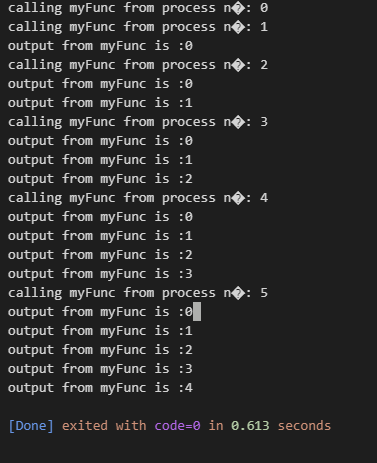 calling myFunc from process n�: 0
calling myFunc from process n�: 1
output from myFunc is :0
calling myFunc from process n�: 2
output from myFunc is :0
output from myFunc is :1
calling myFunc from process n�: 3
output from myFunc is :0
output from myFunc is :1
output from myFunc is :2
calling myFunc from process n�: 4
output from myFunc is :0
output from myFunc is :1
output from myFunc is :2
output from myFunc is :3
calling myFunc from process n�: 5
output from myFunc is :0
output from myFunc is :1
output from myFunc is :2
output from myFunc is :3
output from myFunc is :4
[Done] exited with code=0 in 0.613 seconds